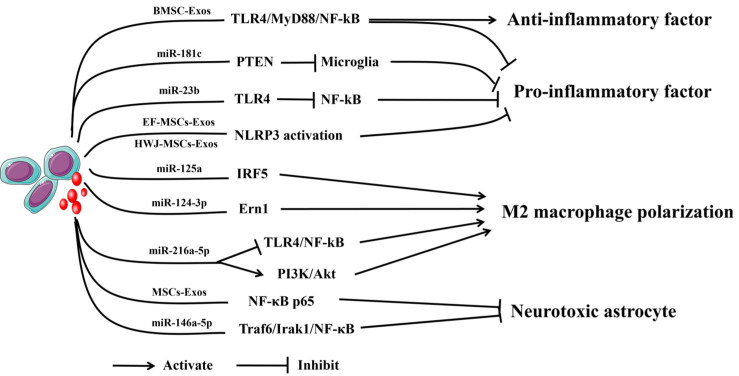 BMSC-Exos
TLR4/MyD88/NF-kB
Anti-inflammatory factor
miR-181c
PTEN
Microglia
Pro-inflammatory factor
miR-23b
TLR4
NF-kB
EF-MSCs-Exos
HWJ-MSCs-Exos
NLRP3 activation
miR-125a
IRF5
miR-124-3p
Ern1
M2 macrophage polarization
miR-216a-5p
TLR4/NF-kB
PI3K/Akt
MSCs-Exos
NF-κB p65
Neurotoxic astrocyte
miR-146a-5p
Traf6/Irak1/NF-κB
Activate
Inhibit